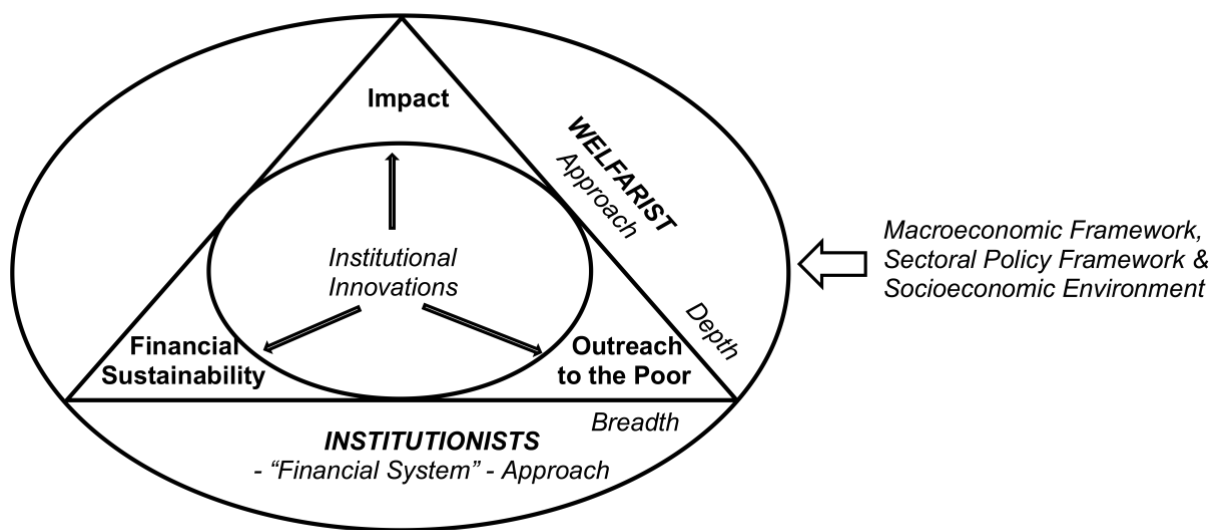 Impact
WELFARIST
Approach
Macroeconomic Framework,
Sectoral Policy Framework &
Socioeconomic Environment
Institutional
Innovations
Depth
Financial
Sustainability
Outreach
to the Poor
Breadth
INSTITUTIONISTS
- “Financial System” - Approach